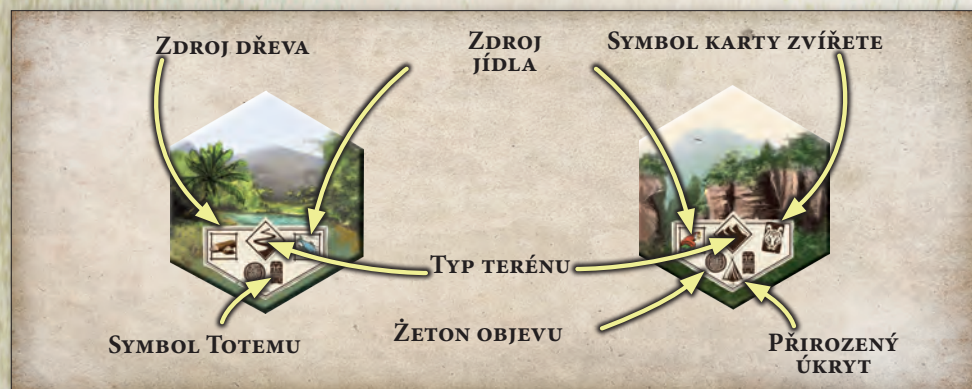 Zdroj dřeva
Zdroj
jídla
Symbol karty zvířete
Typ terénu
Żeton objevu
Symbol Totemu
Přirozený
úkryt